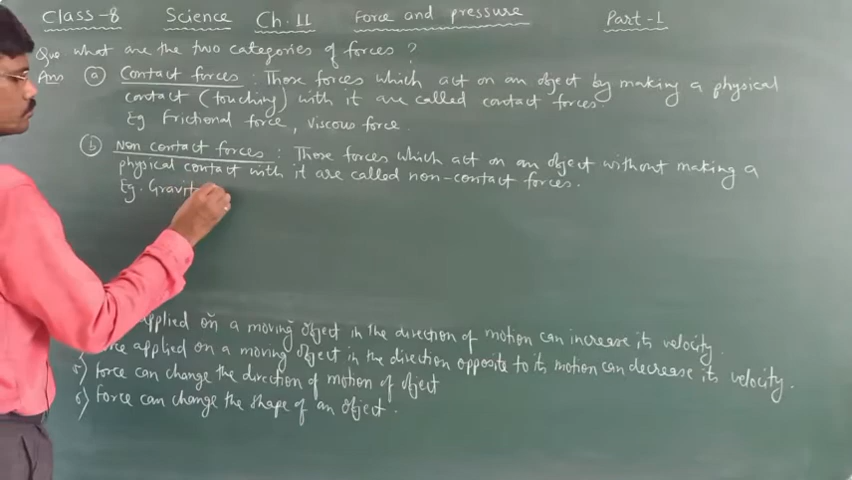 Class-8 Science Ch. 11 Force and pressure Part-1
Que what are the two categories of forces ?
Ans (a) Contact forces : Those forces which act on an object by making a physical
contact (touching) with it are called contact forces.
Eg Frictional force, viscous force.
(b) Non contact forces : Those forces which act on an object without making a
physical contact with it are called non-contact forces.
Eg. Gravit
applied on a moving object in the direction of motion can increase its velocity.
applied on a moving object in the direction opposite to its motion can decrease its velocity.
5) Force can change the direction of motion of object
6) Force can change the shape of an object.